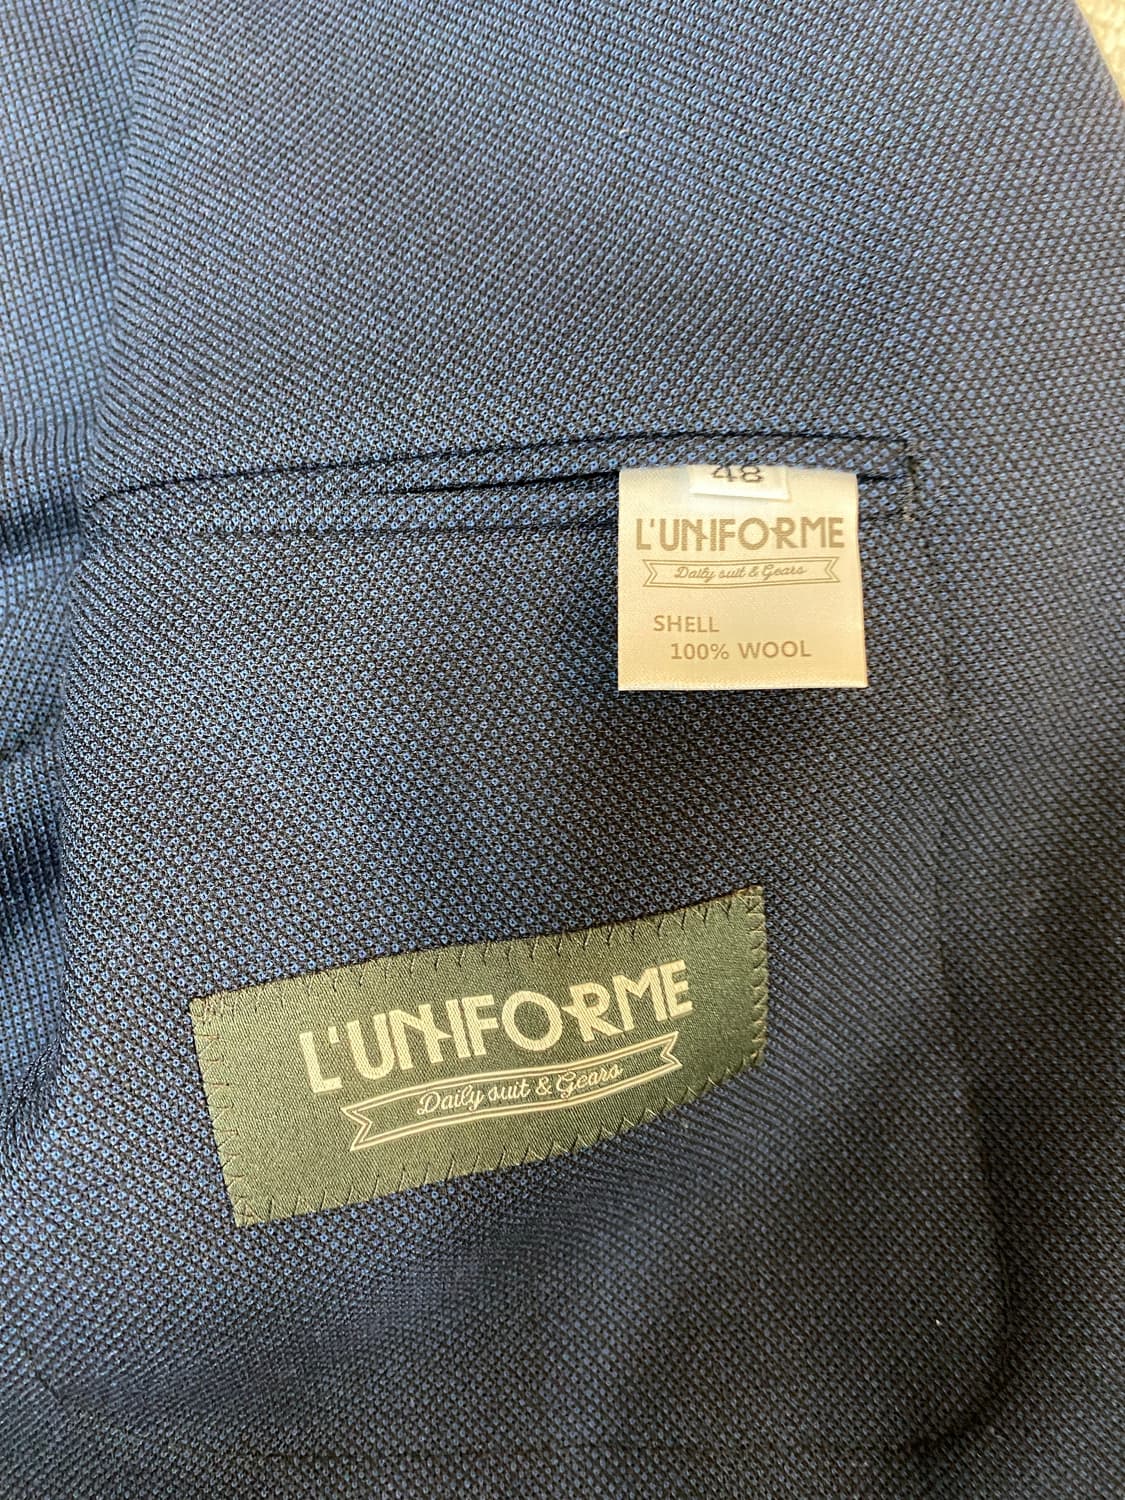 48
L'UNIFORME
Daily suit & Gears
SHELL
100% WOOL
L'UNIFORME
Daily suit & Gears